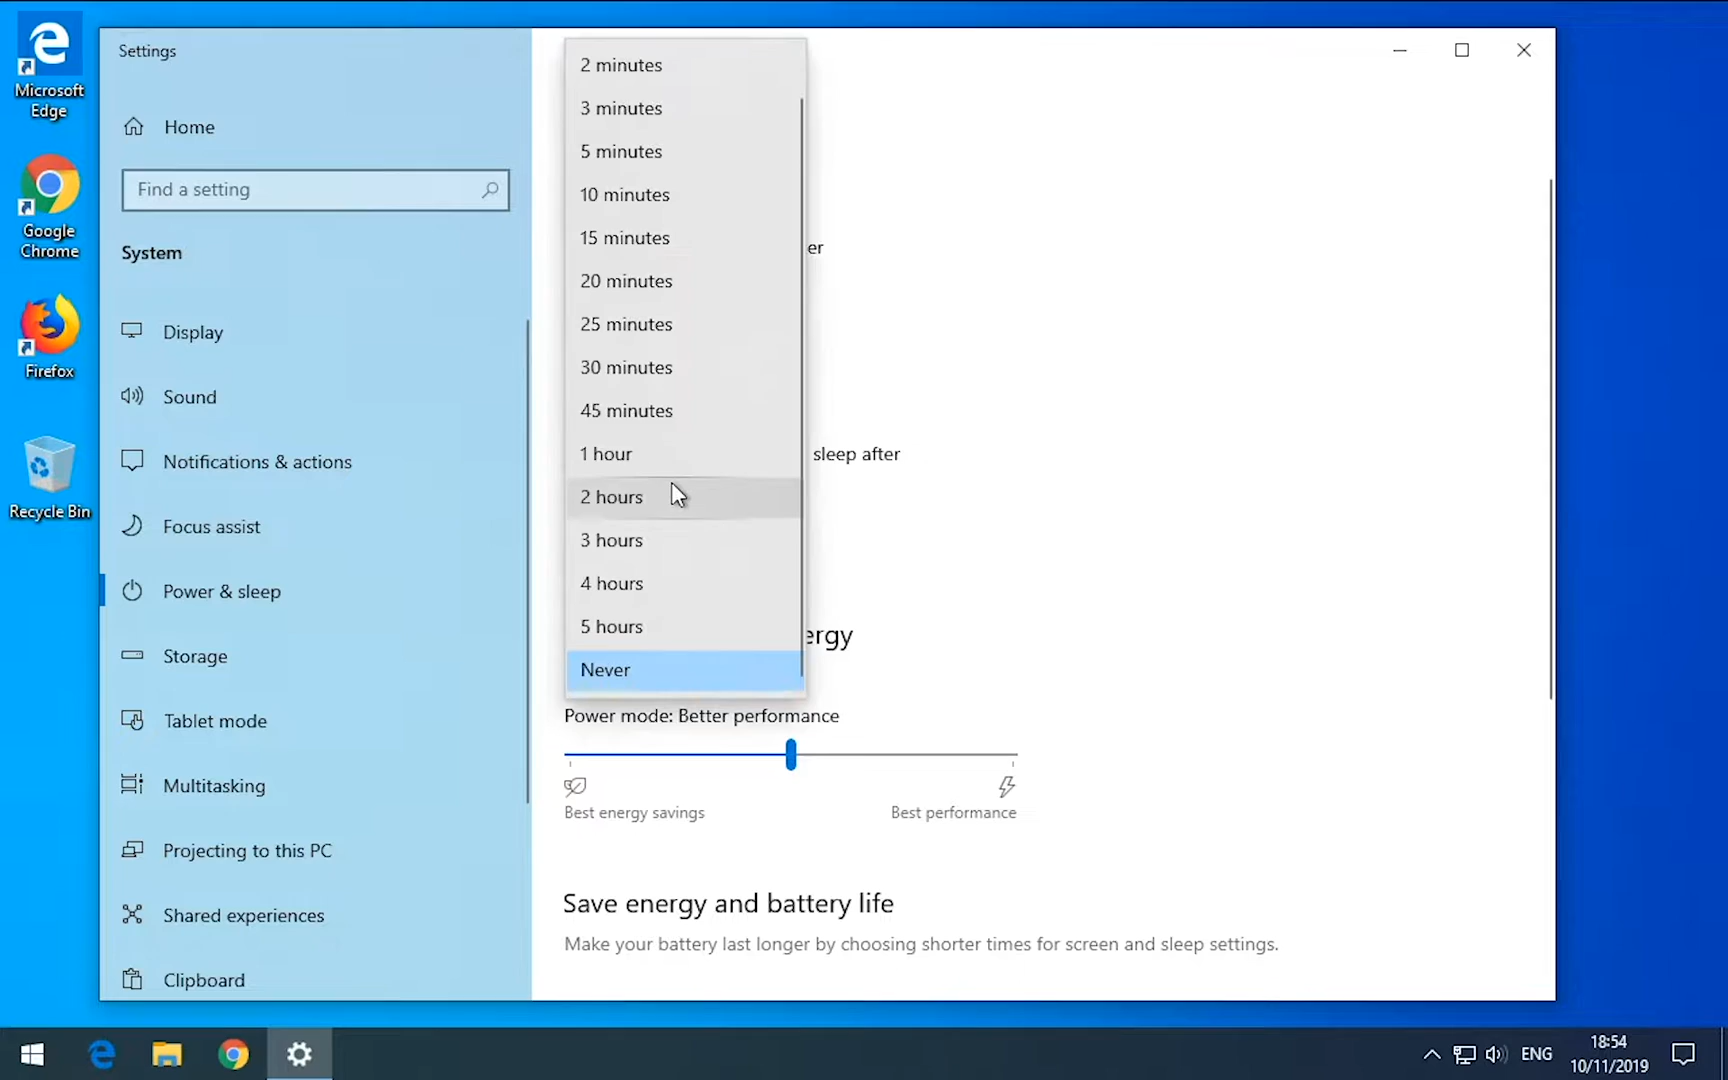 Microsoft
Edge
Google
Chrome
Firefox
Recycle Bin
Settings
Home
Find a setting
System
Display
Sound
Notifications & actions
Focus assist
Power & sleep
Storage
Tablet mode
Multitasking
Projecting to this PC
Shared experiences
Clipboard
2 minutes
3 minutes
5 minutes
10 minutes
15 minutes
20 minutes
25 minutes
30 minutes
45 minutes
1 hour
2 hours
3 hours
4 hours
5 hours
Never
er
sleep after
ergy
Power mode: Better performance
Best energy savings
Best performance
Save energy and battery life
Make your battery last longer by choosing shorter times for screen and sleep settings.
ENG
18:54
10/11/2019